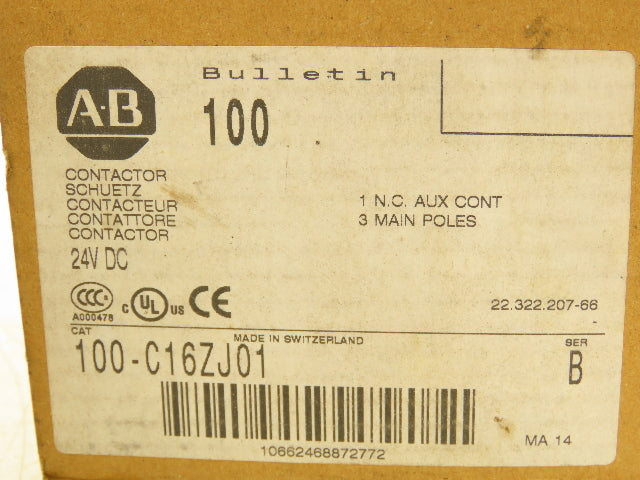 A·B
Bulletin
100
CONTACTOR
SCHUETZ
CONTACTEUR
CONTATTORE
CONTACTOR
24V DC
1 N.C. AUX CONT
3 MAIN POLES
CCC
A000478
C UL US CE
22.322.207-66
CAT
MADE IN SWITZERLAND
SER
100-C16ZJ01
B
10662468872772
MA 14